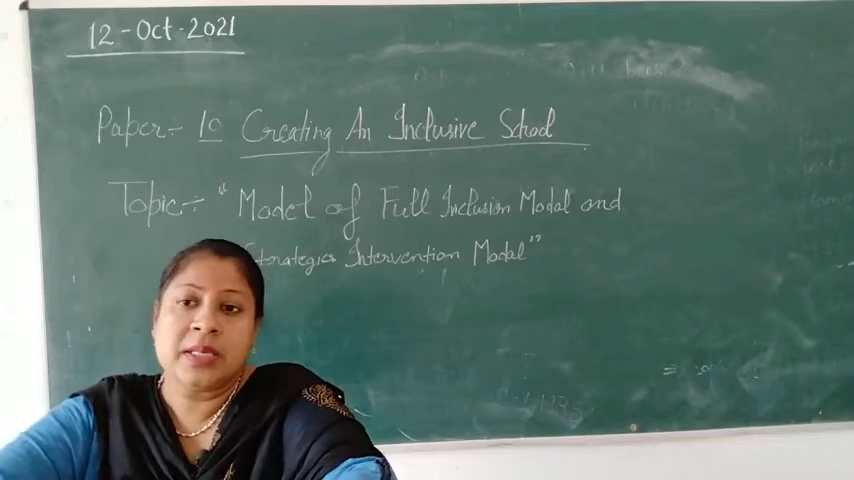 12-Oct-2021
Paper:- 10 Creating An Inclusive School
Topic:- "Model of Full Inclusion Modal and
Strategies Intervention Modal"